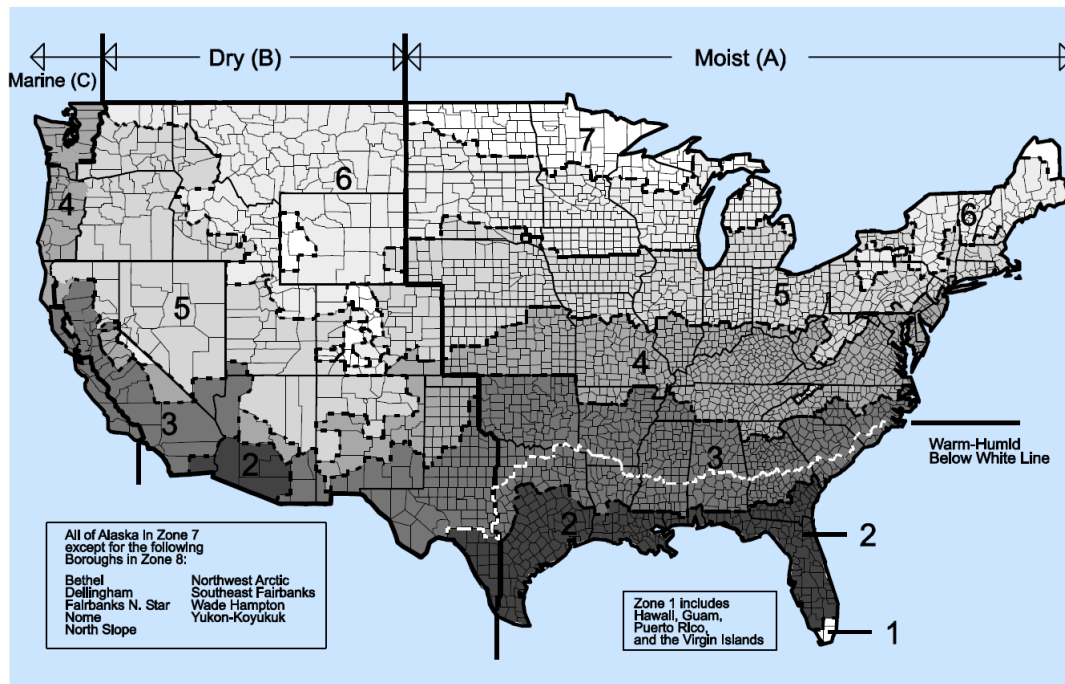 Marine (C)
Dry (B)
Moist (A)
6
7
6
4
6
5
5
4
3
3
2
2
Warm-Humid
Below White Line
2
1
All of Alaska in Zone 7
except for the following
Boroughs in Zone 8:
Bethel
Dellingham
Fairbanks N. Star
Nome
North Slope
Northwest Arctic
Southeast Fairbanks
Wade Hampton
Yukon-Koyukuk
Zone 1 includes
Hawaii, Guam,
Puerto Rico,
and the Virgin Islands